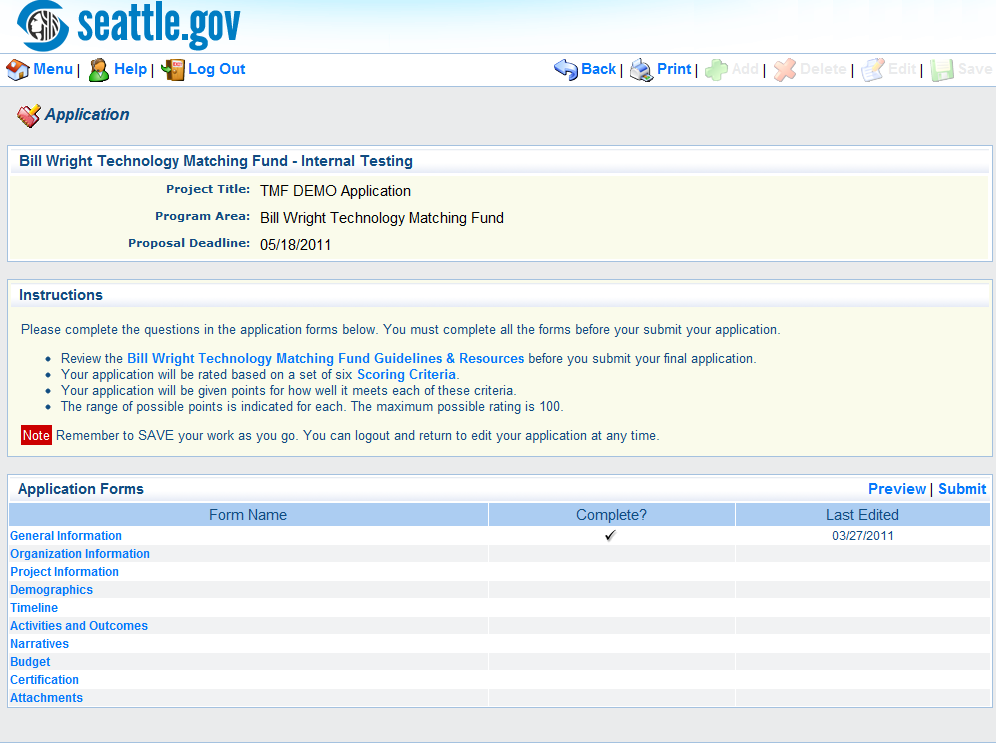 seattle.gov
Menu | Help | Log Out Back | Print | Add | Delete | Edit | Save
Application
Bill Wright Technology Matching Fund - Internal Testing
Project Title: TMF DEMO Application
Program Area: Bill Wright Technology Matching Fund
Proposal Deadline: 05/18/2011
Instructions
Please complete the questions in the application forms below. You must complete all the forms before your submit your application.
• Review the Bill Wright Technology Matching Fund Guidelines & Resources before you submit your final application.
• Your application will be rated based on a set of six Scoring Criteria.
• Your application will be given points for how well it meets each of these criteria.
• The range of possible points is indicated for each. The maximum possible rating is 100.
Note Remember to SAVE your work as you go. You can logout and return to edit your application at any time.
Application Forms Preview | Submit
Form Name Complete? Last Edited
General Information ✓ 03/27/2011
Organization Information
Project Information
Demographics
Timeline
Activities and Outcomes
Narratives
Budget
Certification
Attachments